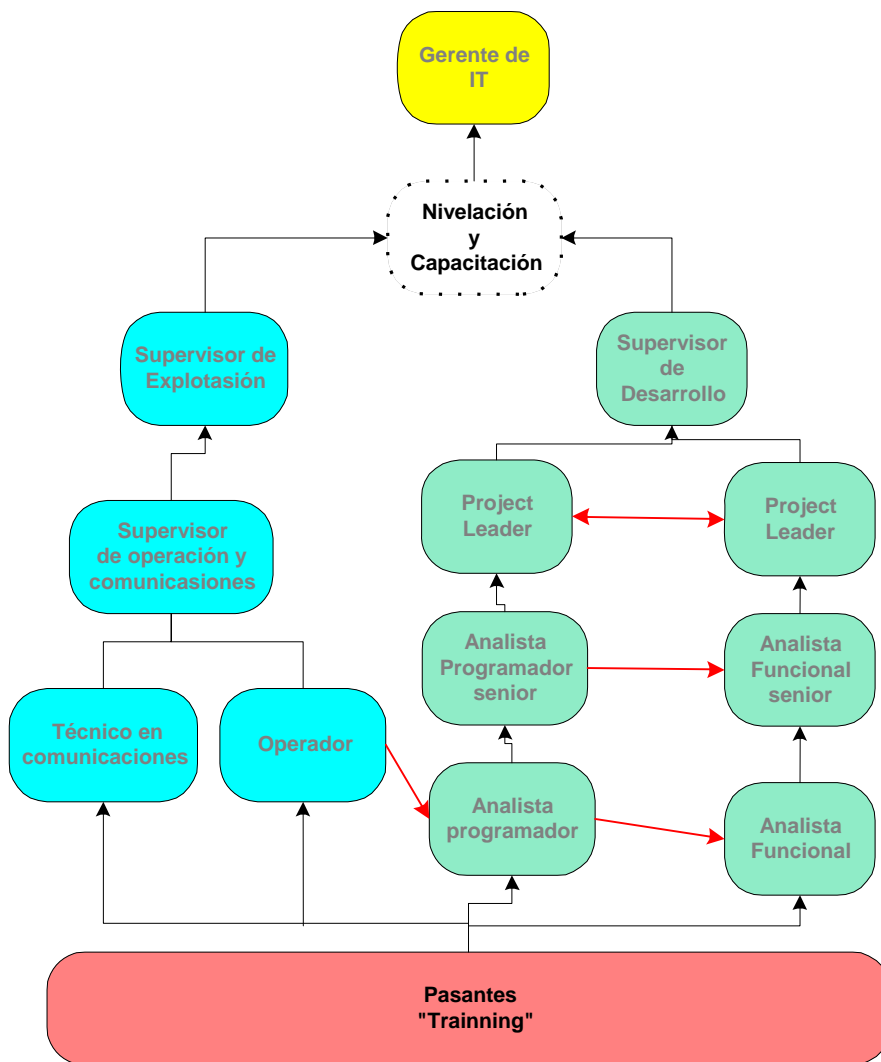 Gerente de
IT
Nivelación
y
Capacitación
Supervisor de
Explotasión
Supervisor
de
Desarrollo
Project
Leader
Project
Leader
Supervisor
de operación y
comunicasiones
Analista
Programador
senior
Analista
Funcional
senior
Técnico en
comunicaciones
Operador
Analista
programador
Analista
Funcional
Pasantes
"Trainning"